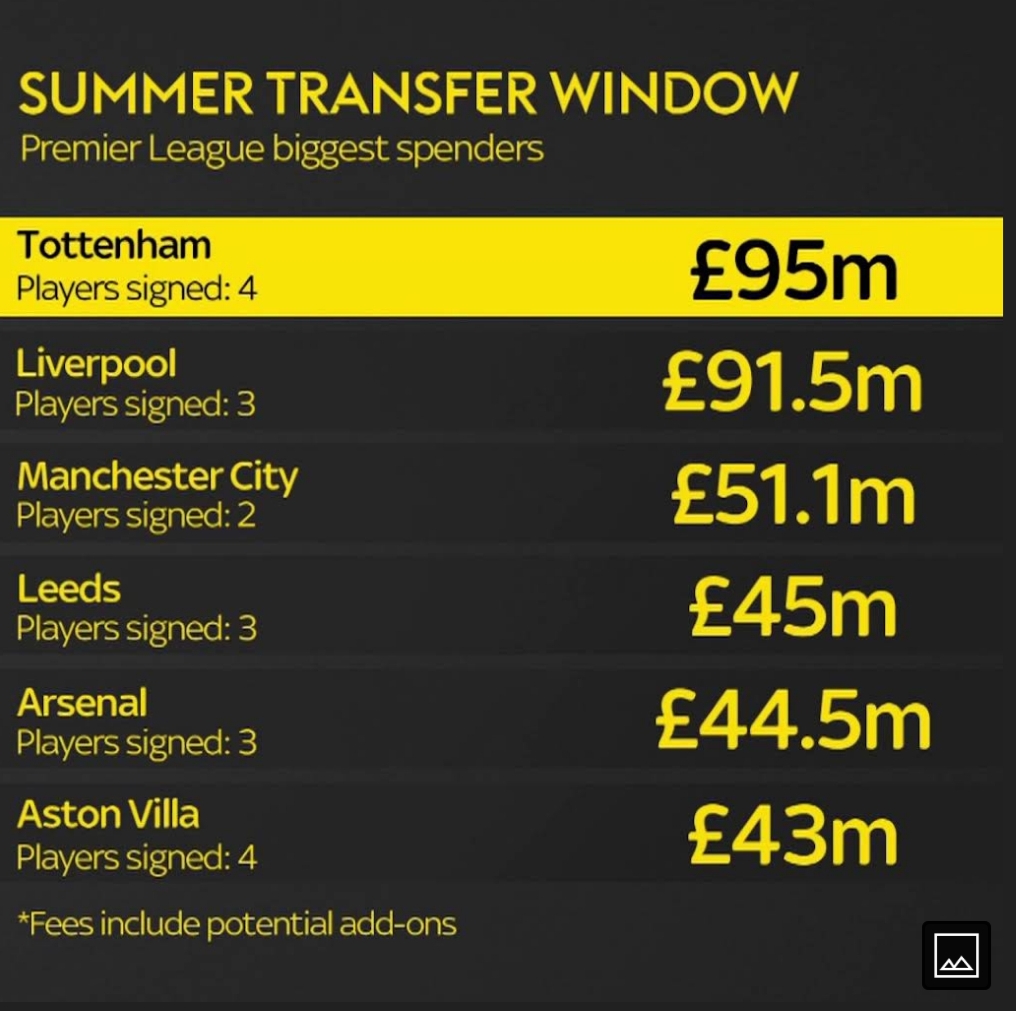 SUMMER TRANSFER WINDOW
Premier League biggest spenders
Tottenham
Players signed: 4
£95m
Liverpool
Players signed: 3
£91.5m
Manchester City
Players signed: 2
£51.1m
Leeds
Players signed: 3
£45m
Arsenal
Players signed: 3
£44.5m
Aston Villa
Players signed: 4
£43m
*Fees include potential add-ons